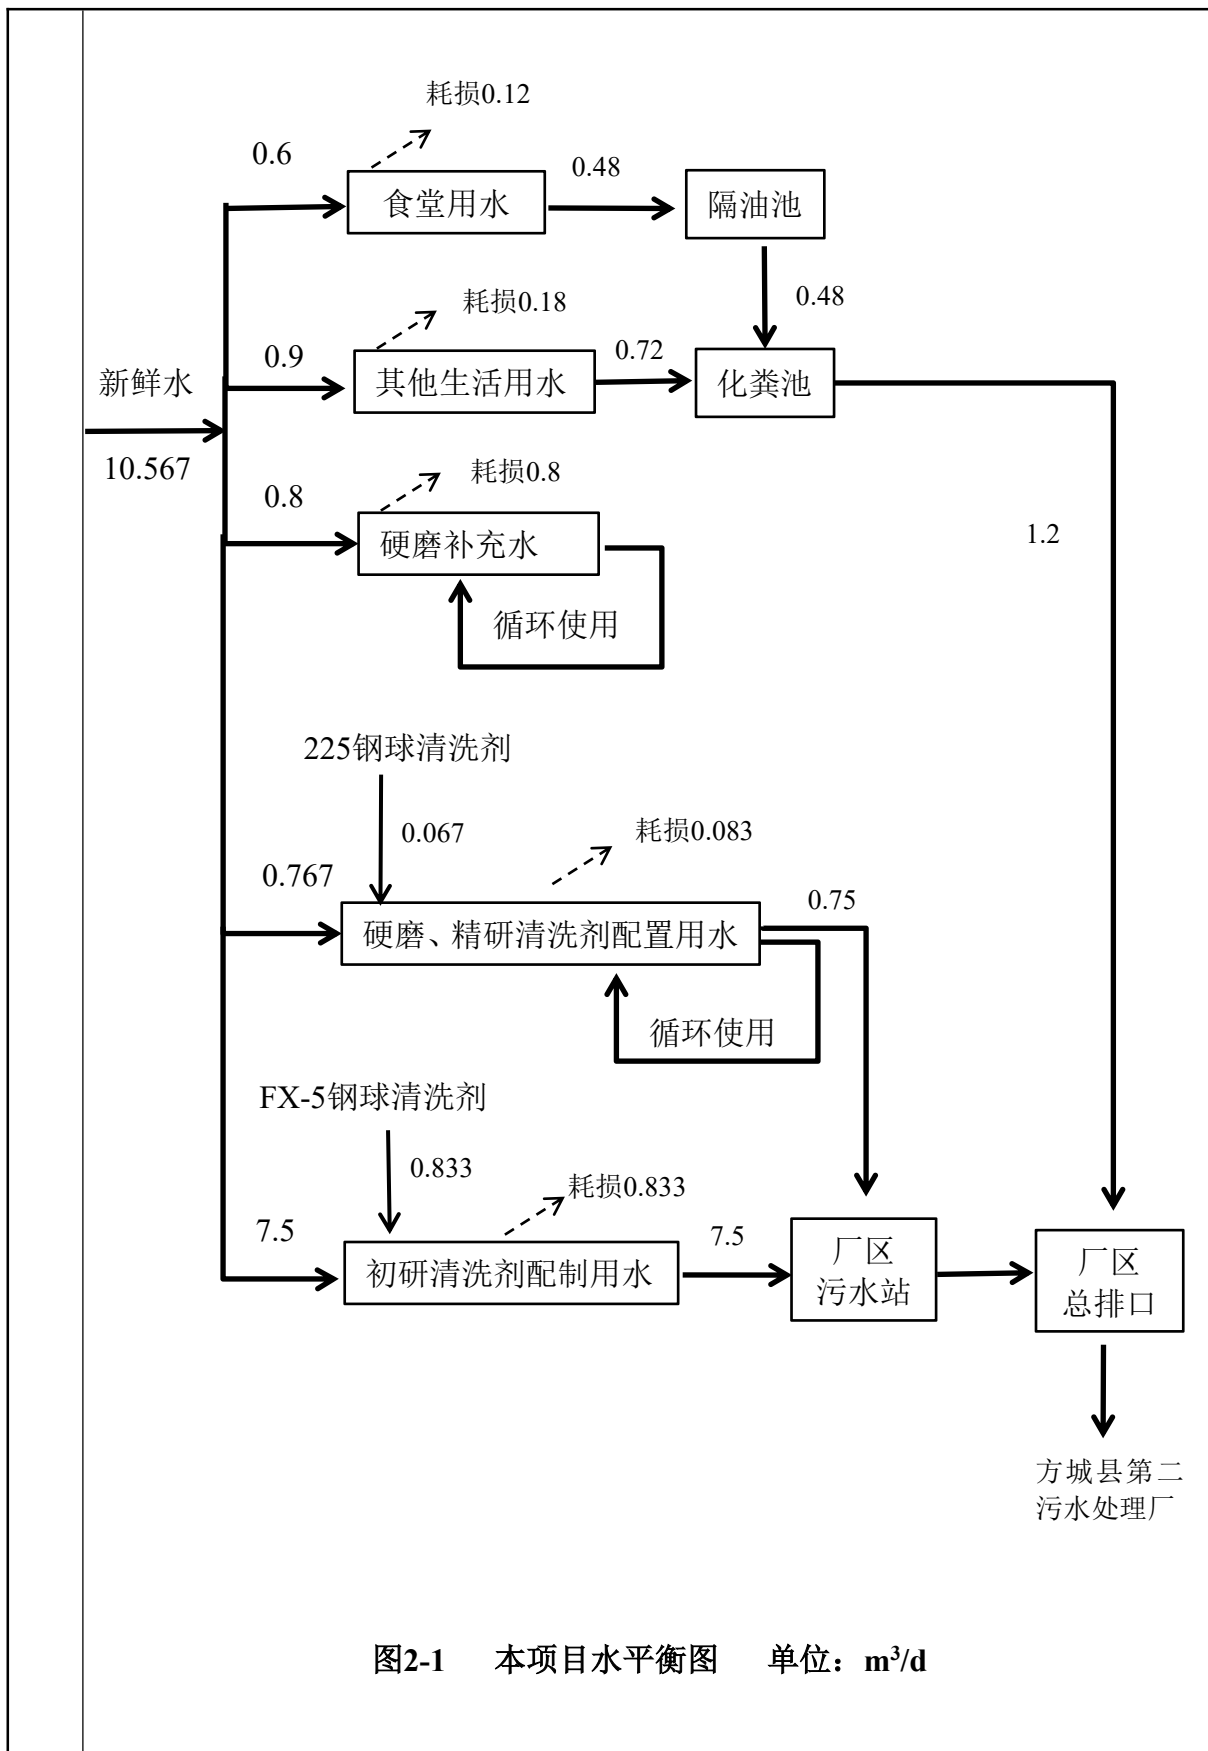 耗损0.12
0.6
0.48
食堂用水
隔油池
耗损0.18
0.48
0.9
0.72
新鲜水
其他生活用水
化粪池
10.567
耗损0.8
0.8
1.2
硬磨补充水
循环使用
225钢球清洗剂
0.067
耗损0.083
0.767
0.75
硬磨、精研清洗剂配置用水
循环使用
FX-5钢球清洗剂
0.833
耗损0.833
7.5
7.5
初研清洗剂配制用水
厂区
污水站
厂区
总排口
方城县第二
污水处理厂
图2-1 本项目水平衡图 单位：m³/d